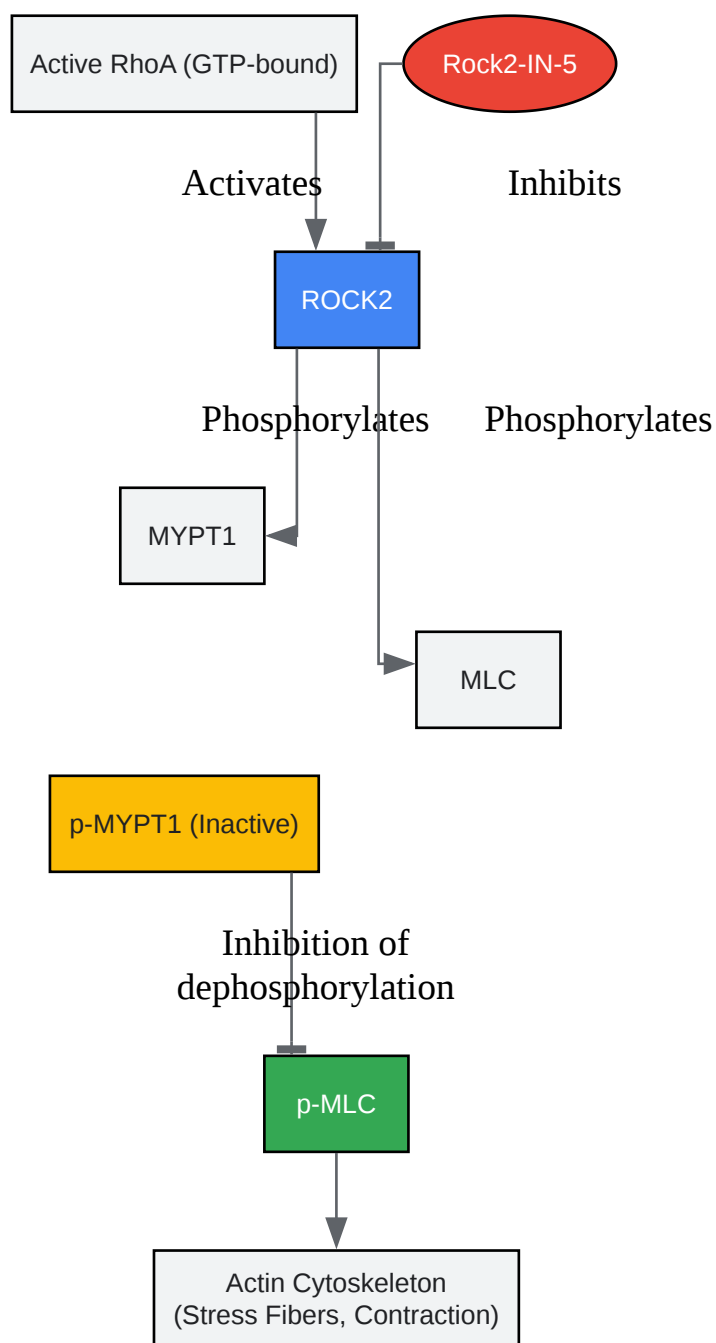 Active RhoA (GTP-bound)
Rock2-IN-5
Activates
Inhibits
ROCK2
Phosphorylates
Phosphorylates
MYPT1
MLC
p-MYPT1 (Inactive)
Inhibition of
dephosphorylation
p-MLC
Actin Cytoskeleton
(Stress Fibers, Contraction)